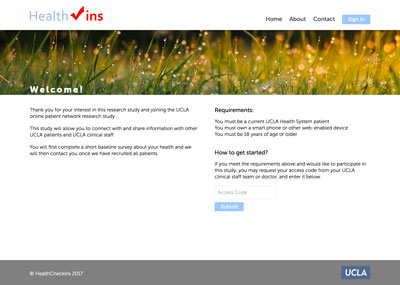 Health ins
Home About Contact Sign In
Welcome!
Thank you for your interest in this research study and joining the UCLA
online patient network research study.
This study will allow you to connect with and share information with other
UCLA patients and UCLA clinical staff.
You will first complete a short baseline survey about your health and we
will then contact you once we have recruited all patients.
Requirements:
You must be a current UCLA Health System patient
You must own a smart phone or other web-enabled device
You must be 18 years of age or older
How to get started?
If you meet the requirements above and would like to participate in
this study, you may request your access code from your UCLA
clinical staff team or doctor, and enter it below.
Access Code
Submit
© HealthCheckins 2017
UCLA